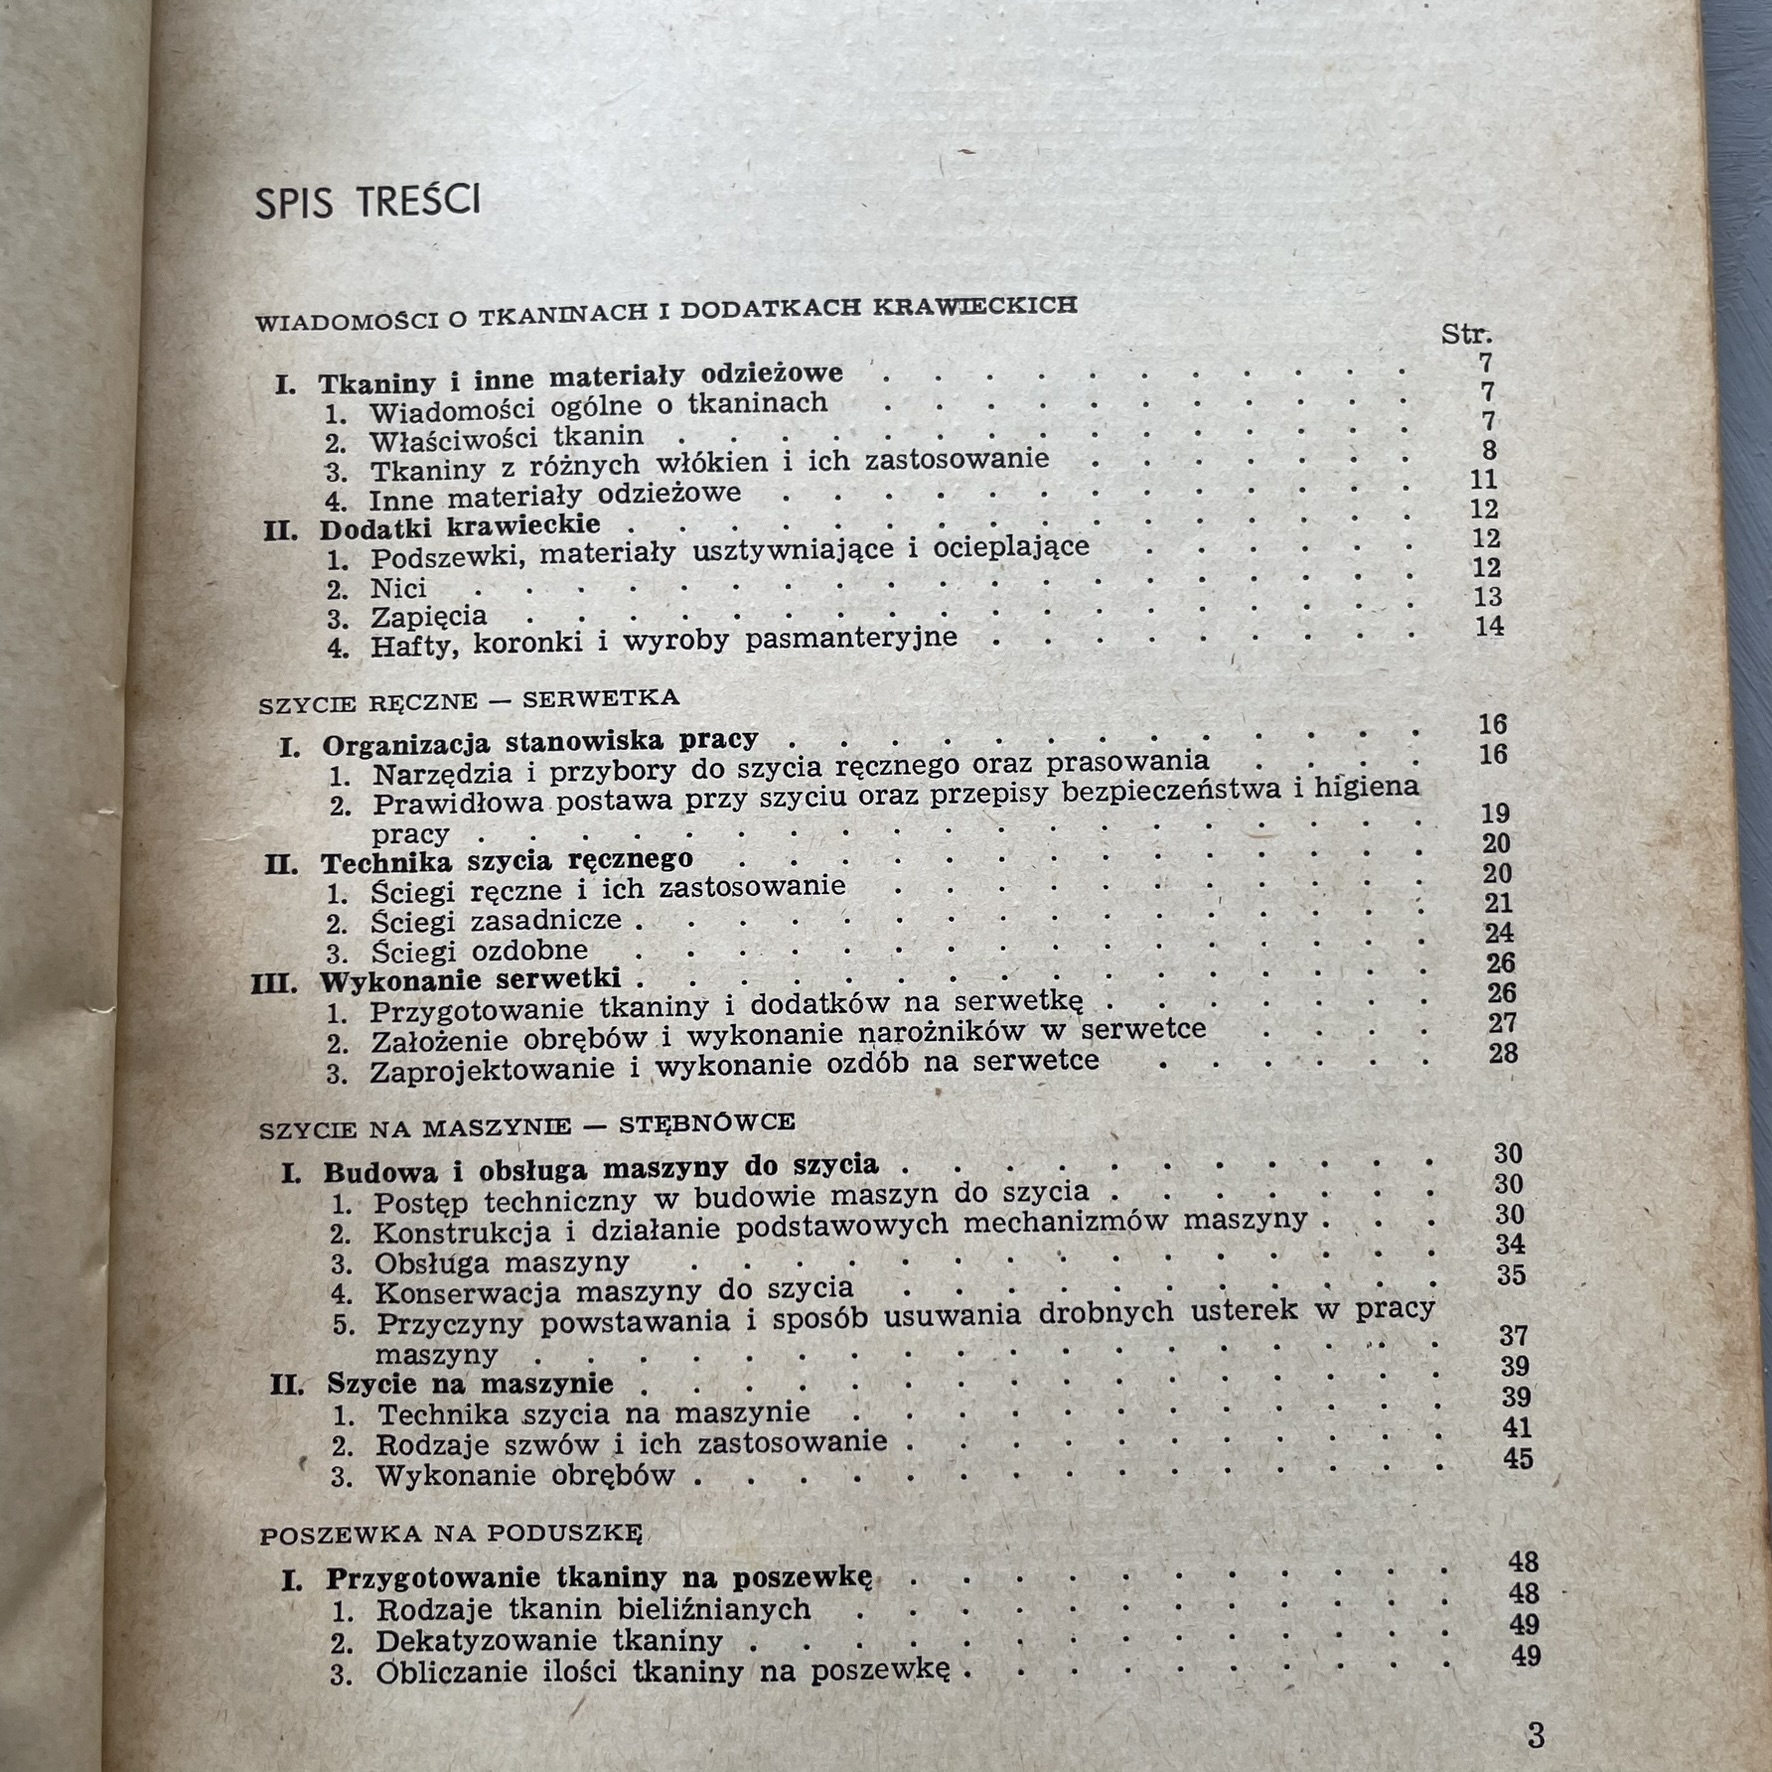 SPIS TREŚCI
WIADOMOŚCI O TKANINACH I DODATKACH KRAWIECKICH
Str.
I. Tkaniny i inne materiały odzieżowe . . . . . . . . . . . 7
1. Wiadomości ogólne o tkaninach . . . . . . . . . . . 7
2. Właściwości tkanin . . . . . . . . . . . . . . . 7
3. Tkaniny z różnych włókien i ich zastosowanie . . . . . . . 8
4. Inne materiały odzieżowe . . . . . . . . . . . . . 11
II. Dodatki krawieckie . . . . . . . . . . . . . . . . 12
1. Podszewki, materiały usztywniające i ocieplające . . . . . . 12
2. Nici . . . . . . . . . . . . . . . . . . . 12
3. Zapięcia . . . . . . . . . . . . . . . . . . 13
4. Hafty, koronki i wyroby pasmanteryjne . . . . . . . . . 14
SZYCIE RĘCZNE — SERWETKA
I. Organizacja stanowiska pracy . . . . . . . . . . . . . 16
1. Narzędzia i przybory do szycia ręcznego oraz prasowania . . . . 16
2. Prawidłowa postawa przy szyciu oraz przepisy bezpieczeństwa i higiena
pracy . . . . . . . . . . . . . . . . . . . 19
II. Technika szycia ręcznego . . . . . . . . . . . . . . 20
1. Ściegi ręczne i ich zastosowanie . . . . . . . . . . . 20
2. Ściegi zasadnicze . . . . . . . . . . . . . . . . 21
3. Ściegi ozdobne . . . . . . . . . . . . . . . . 24
III. Wykonanie serwetki . . . . . . . . . . . . . . . . 26
1. Przygotowanie tkaniny i dodatków na serwetkę . . . . . . . 26
2. Założenie obrębów i wykonanie narożników w serwetce . . . . 27
3. Zaprojektowanie i wykonanie ozdób na serwetce . . . . . . 28
SZYCIE NA MASZYNIE — STĘBNÓWCE
I. Budowa i obsługa maszyny do szycia . . . . . . . . . . . 30
1. Postęp techniczny w budowie maszyn do szycia . . . . . . . 30
2. Konstrukcja i działanie podstawowych mechanizmów maszyny . . . 30
3. Obsługa maszyny . . . . . . . . . . . . . . . 34
4. Konserwacja maszyny do szycia . . . . . . . . . . . 35
5. Przyczyny powstawania i sposób usuwania drobnych usterek w pracy
maszyny . . . . . . . . . . . . . . . . . . 37
II. Szycie na maszynie . . . . . . . . . . . . . . . . 39
1. Technika szycia na maszynie . . . . . . . . . . . . 39
2. Rodzaje szwów i ich zastosowanie . . . . . . . . . . . 41
3. Wykonanie obrębów . . . . . . . . . . . . . . . 45
POSZEWKA NA PODUSZKĘ
I. Przygotowanie tkaniny na poszewkę . . . . . . . . . . . 48
1. Rodzaje tkanin bieliźnianych . . . . . . . . . . . . 48
2. Dekatyzowanie tkaniny . . . . . . . . . . . . . . 49
3. Obliczanie ilości tkaniny na poszewkę . . . . . . . . . . 49
3